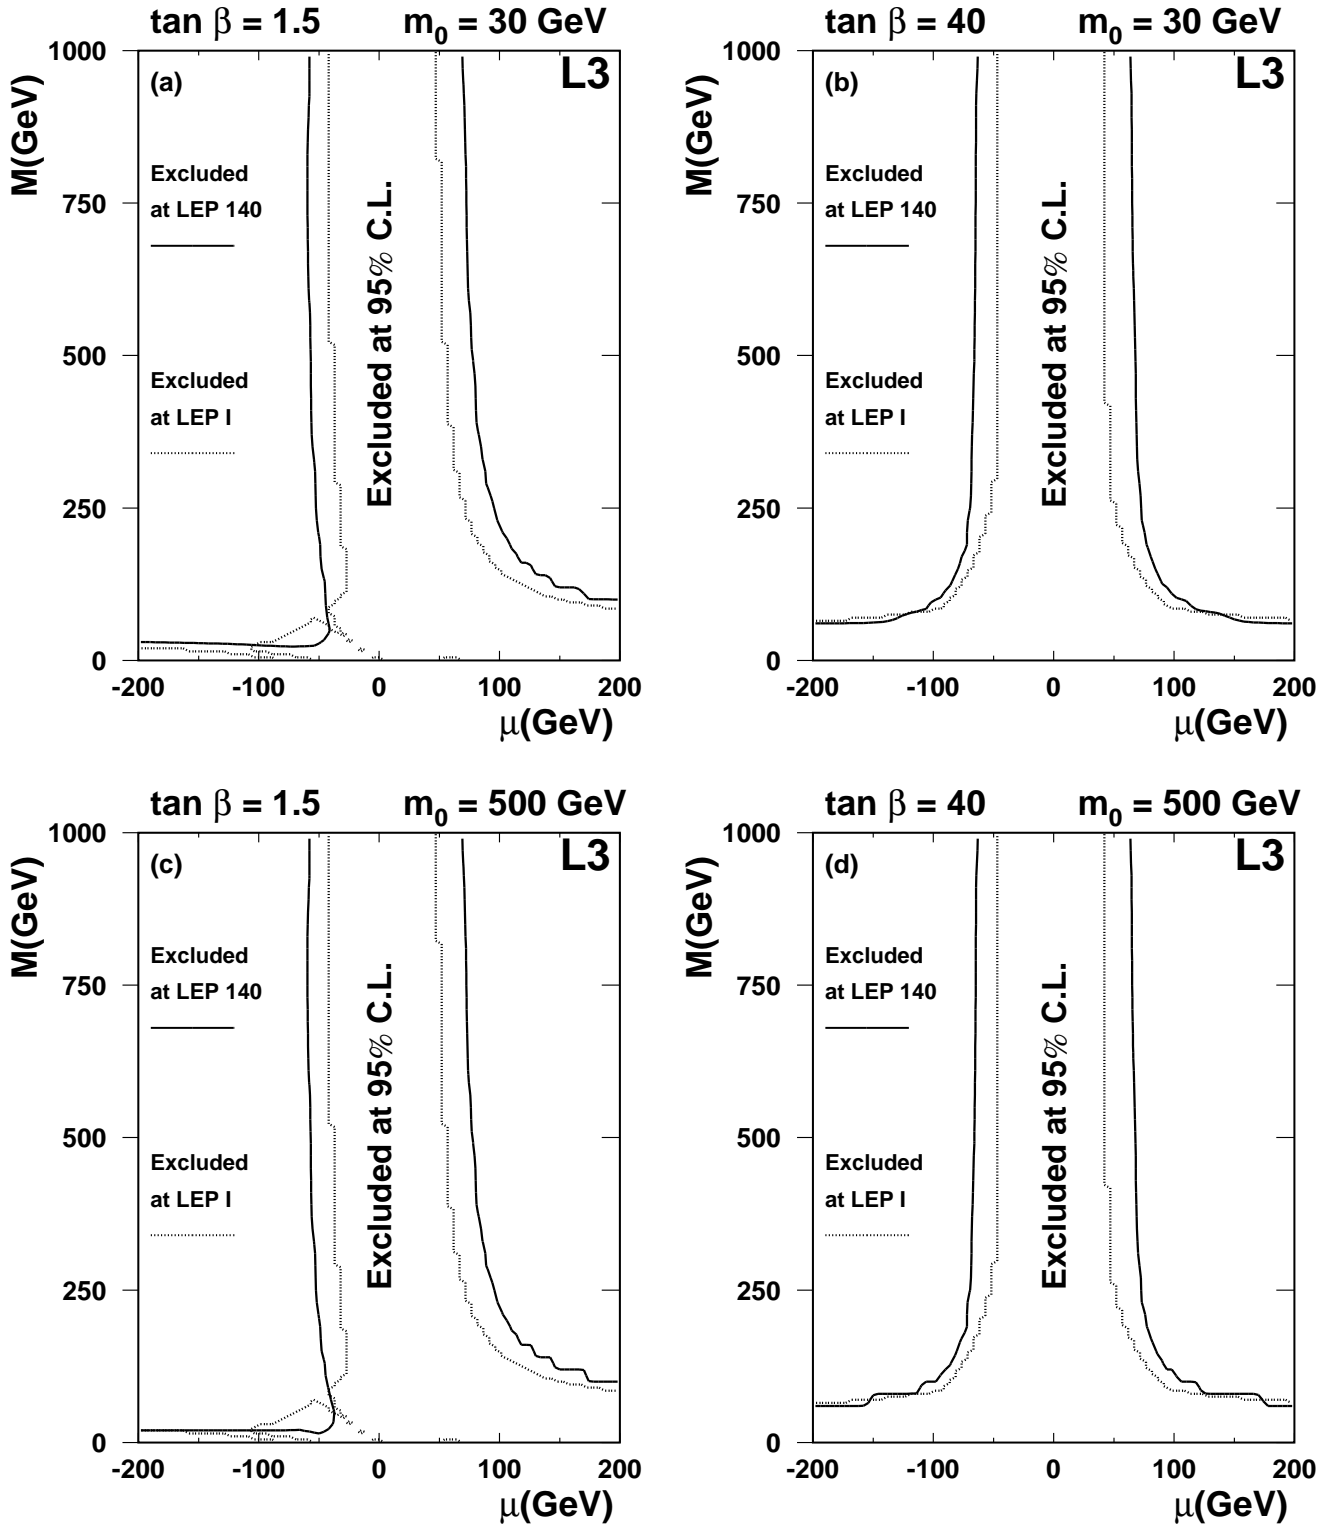 tan β = 1.5 m0 = 30 GeV
M(GeV)
1000
750
500
250
0
(a)
L3
Excluded
at LEP 140
Excluded
at LEP I
Excluded at 95% C.L.
-200 -100 0 100 200
μ(GeV)
tan β = 40 m0 = 30 GeV
M(GeV)
1000
750
500
250
0
(b)
L3
Excluded
at LEP 140
Excluded
at LEP I
Excluded at 95% C.L.
-200 -100 0 100 200
μ(GeV)
tan β = 1.5 m0 = 500 GeV
M(GeV)
1000
750
500
250
0
(c)
L3
Excluded
at LEP 140
Excluded
at LEP I
Excluded at 95% C.L.
-200 -100 0 100 200
μ(GeV)
tan β = 40 m0 = 500 GeV
M(GeV)
1000
750
500
250
0
(d)
L3
Excluded
at LEP 140
Excluded
at LEP I
Excluded at 95% C.L.
-200 -100 0 100 200
μ(GeV)